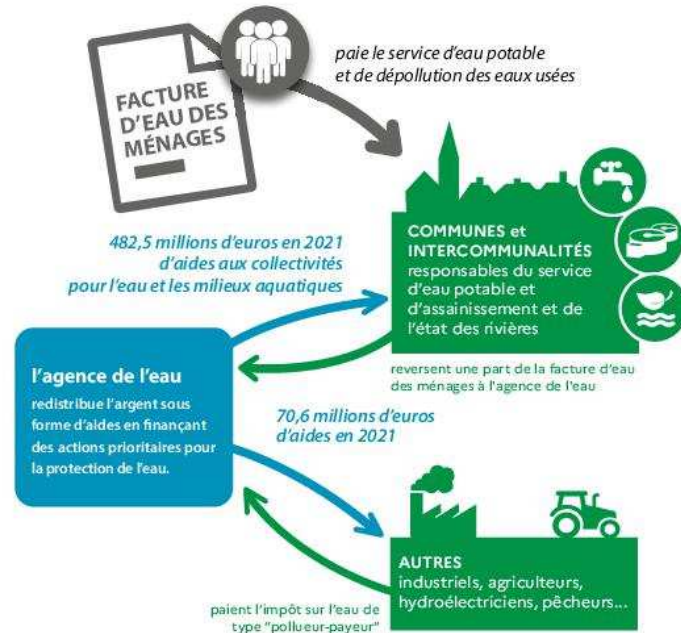 paie le service d'eau potable
et de dépollution des eaux usées
FACTURE
D'EAU DES
MÉNAGES
482,5 millions d'euros en 2021
d'aides aux collectivités
pour l'eau et les milieux aquatiques
COMMUNES et
INTERCOMMUNALITÉS
responsables du service
d'eau potable et
d'assainissement et de
l'état des rivières
reversent une part de la facture d'eau
des ménages à l'agence de l'eau
l'agence de l'eau
redistribue l'argent sous
forme d'aides en finançant
des actions prioritaires pour
la protection de l'eau.
70,6 millions d'euros
d'aides en 2021
AUTRES
industriels, agriculteurs,
hydroélectriciens, pêcheurs...
paient l'impôt sur l'eau de
type "pollueur-payeur"